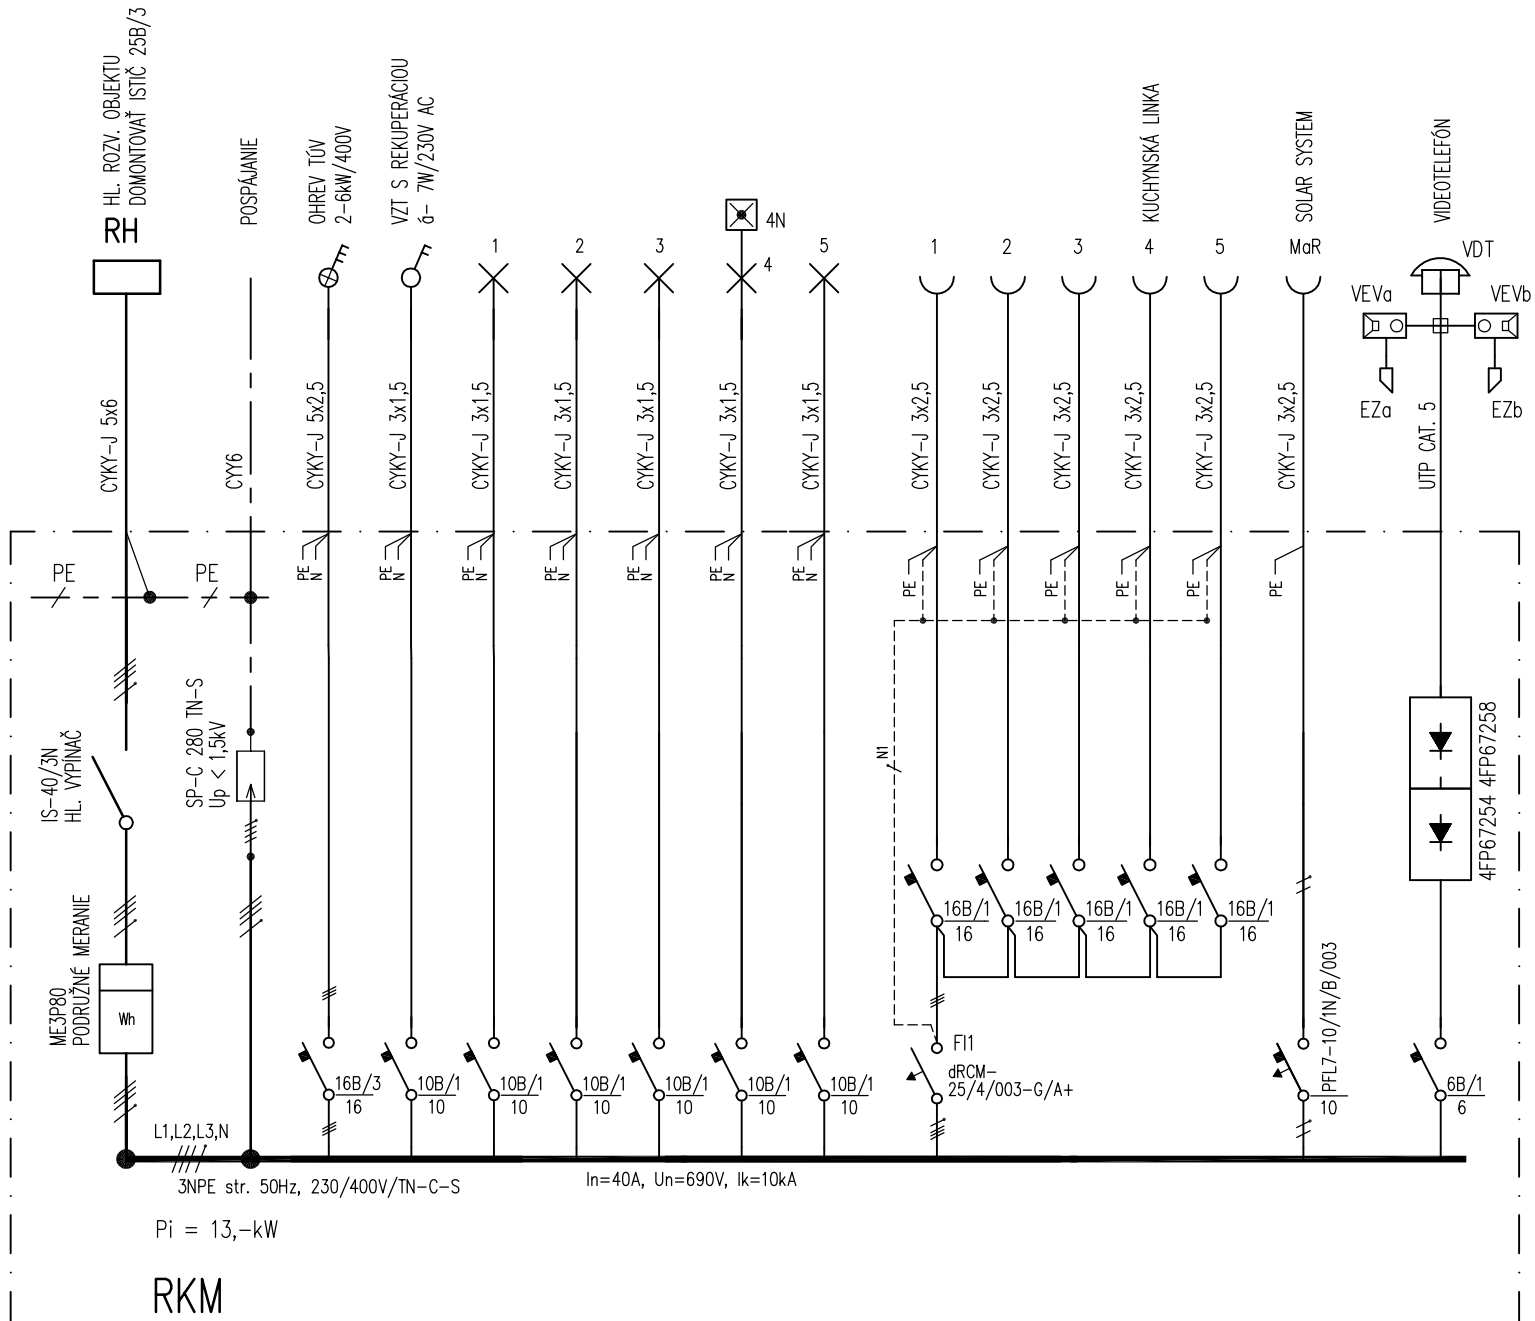 HL. ROZV. OBJEKTU
DOMONTOVAŤ ISTIČ 25B/3
RH
POSPÁJANIE
OHREV TÚV
2-6kW/400V
VZT S REKUPERÁCIOU
á- 7W/230V AC
1
2
3
4N
4
5
1
2
3
KUCHYNSKÁ LINKA
4
5
SOLAR SYSTEM
MaR
VIDEOTELEFÓN
VDT
VEVa
VEVb
EZa
EZb
CYKY-J 5x6
CYY6
CYKY-J 5x2,5
CYKY-J 3x1,5
CYKY-J 3x1,5
CYKY-J 3x1,5
CYKY-J 3x1,5
CYKY-J 3x1,5
CYKY-J 3x1,5
CYKY-J 3x2,5
CYKY-J 3x2,5
CYKY-J 3x2,5
CYKY-J 3x2,5
CYKY-J 3x2,5
CYKY-J 3x2,5
UTP CAT. 5
PE
PE
PE
N
PE
N
PE
N
PE
N
PE
N
PE
N
PE
N
PE
PE
PE
PE
PE
PE
N1
IS-40/3N
HL. VYPÍNAČ
SP-C 280 TN-S
Up < 1,5kV
4FP67254 4FP67258
ME3P80
PODRUŽNÉ MERANIE
Wh
16B/1
16
16B/1
16
16B/1
16
16B/1
16
16B/1
16
16B/3
16
10B/1
10
10B/1
10
10B/1
10
10B/1
10
10B/1
10
10B/1
10
FI1
dRCM-
25/4/003-G/A+
PFL7-10/1N/B/003
10
6B/1
6
L1,L2,L3,N
3NPE str. 50Hz, 230/400V/TN-C-S
In=40A, Un=690V, Ik=10kA
Pi = 13,-kW
RKM